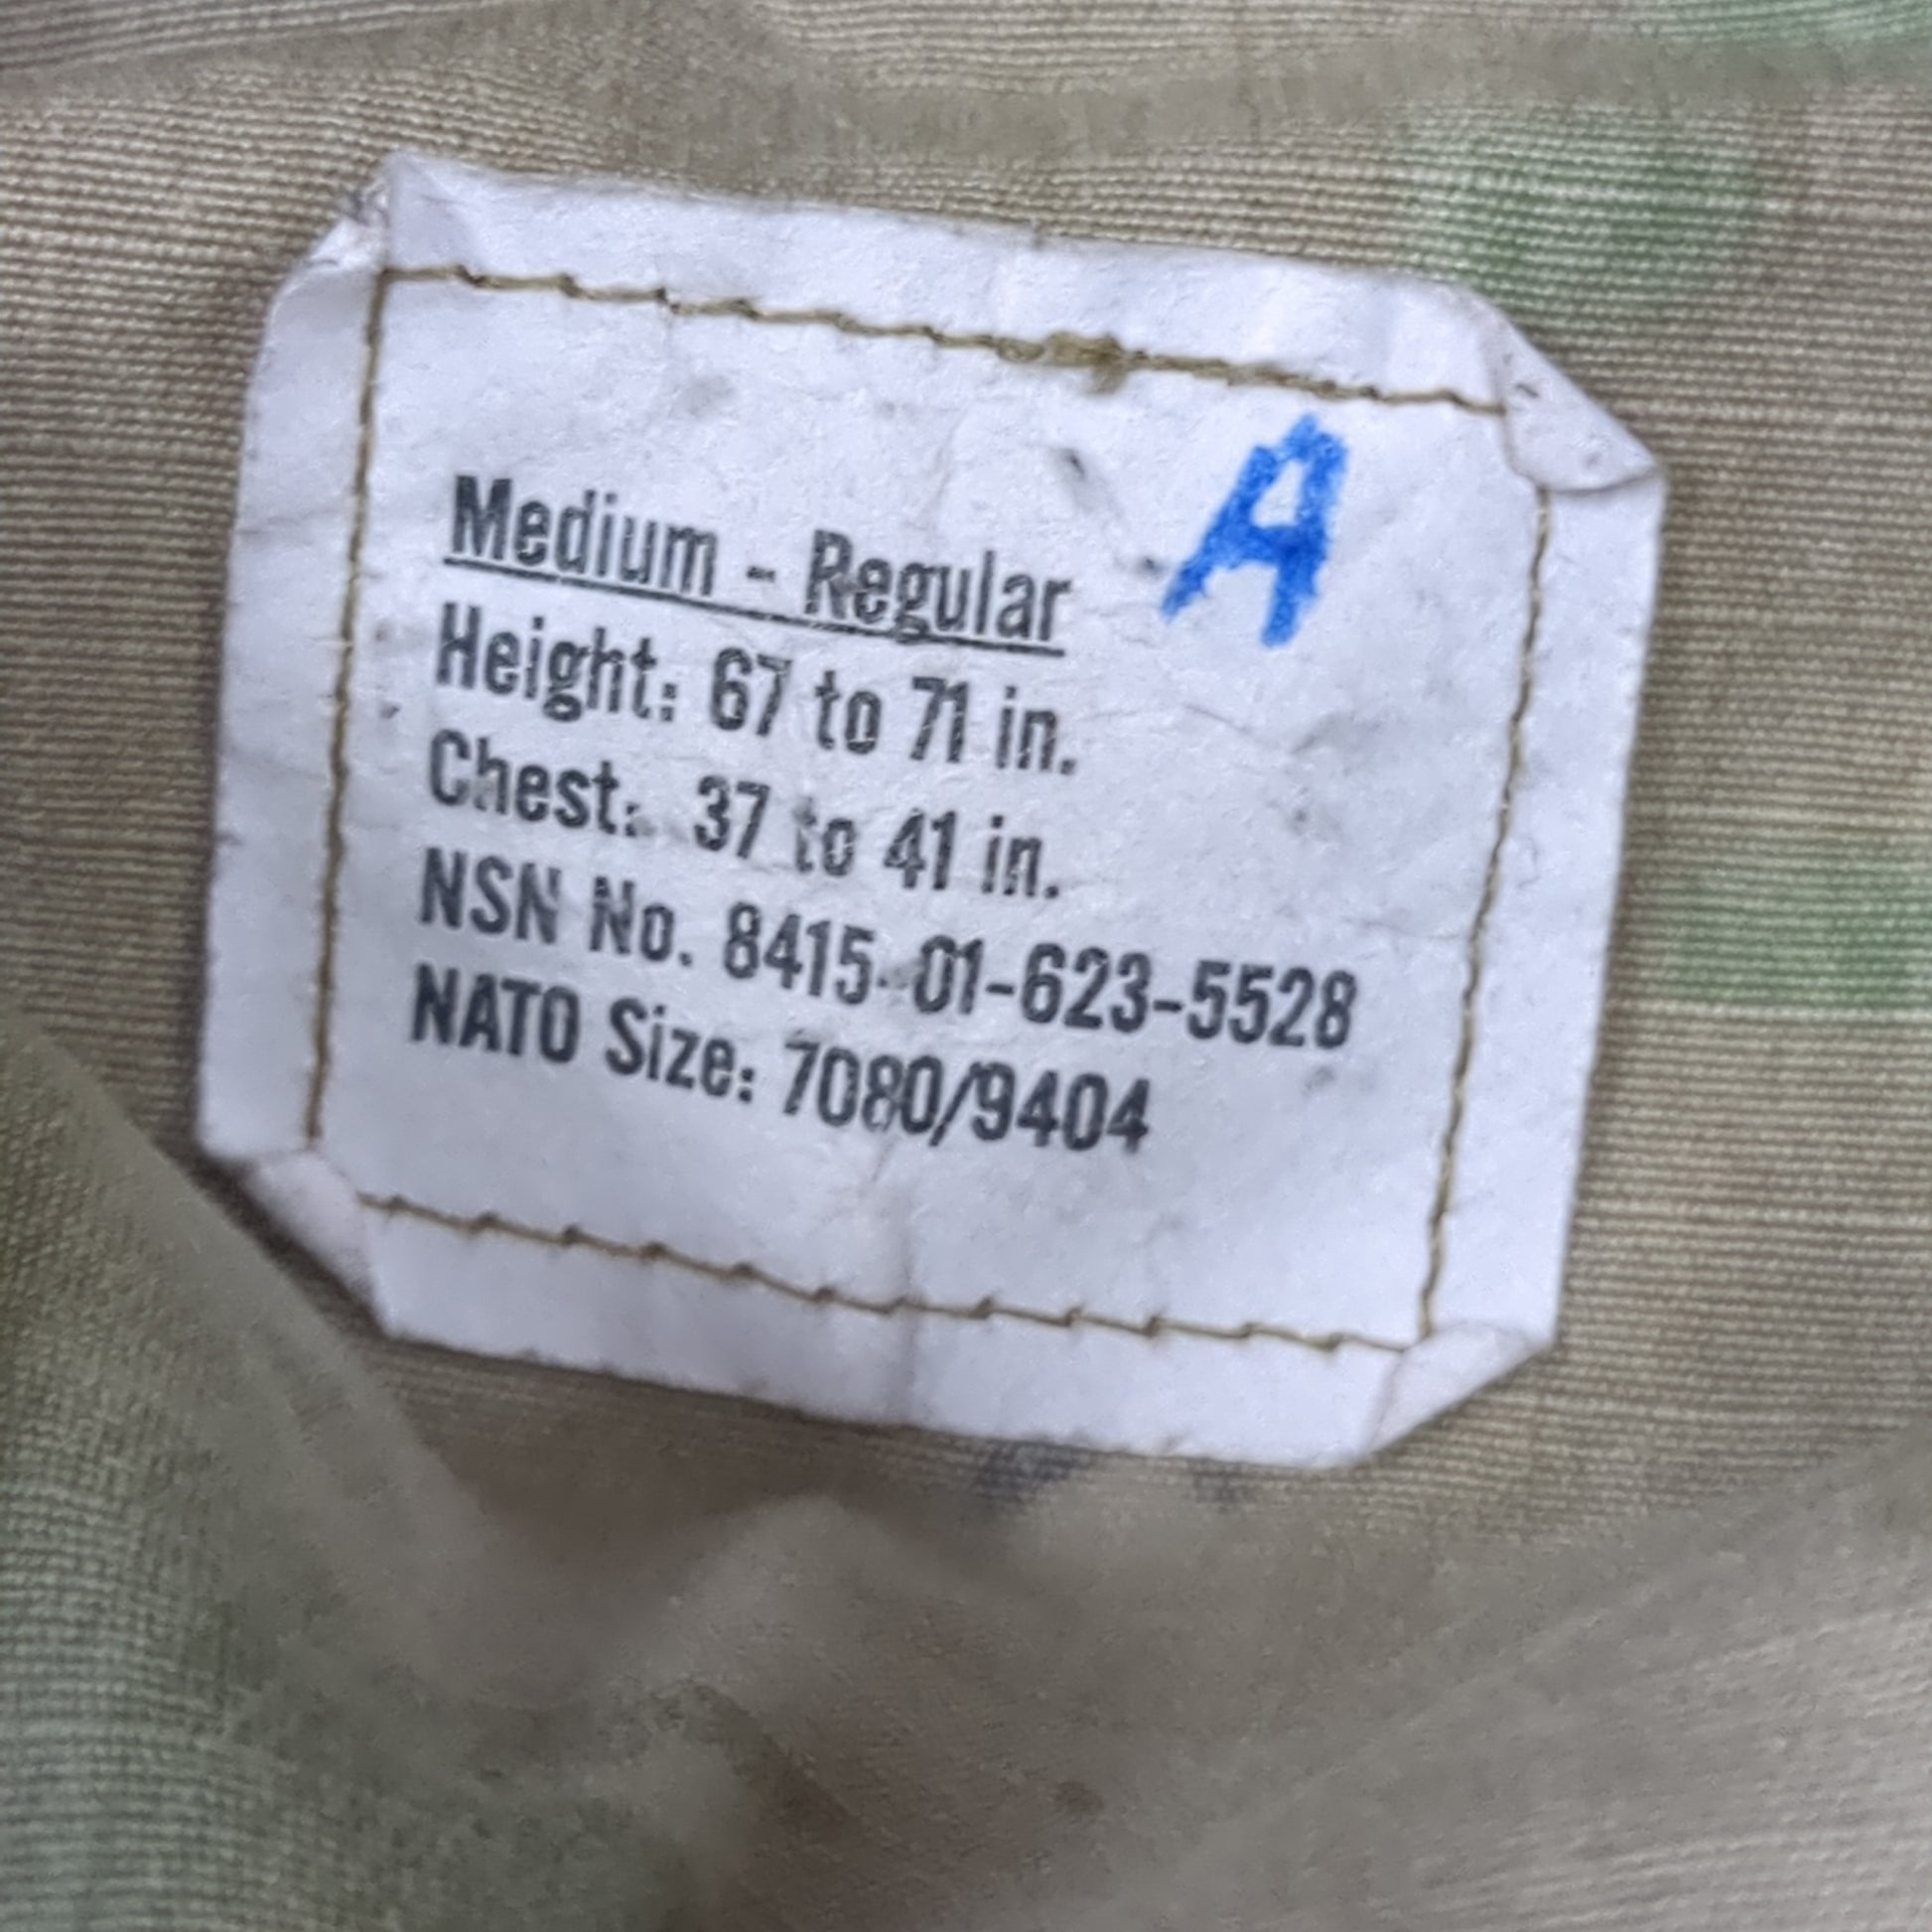 A
Medium - Regular
Height: 67 to 71 in.
Chest: 37 to 41 in.
NSN No. 8415-01-623-5528
NATO Size: 7080/9404